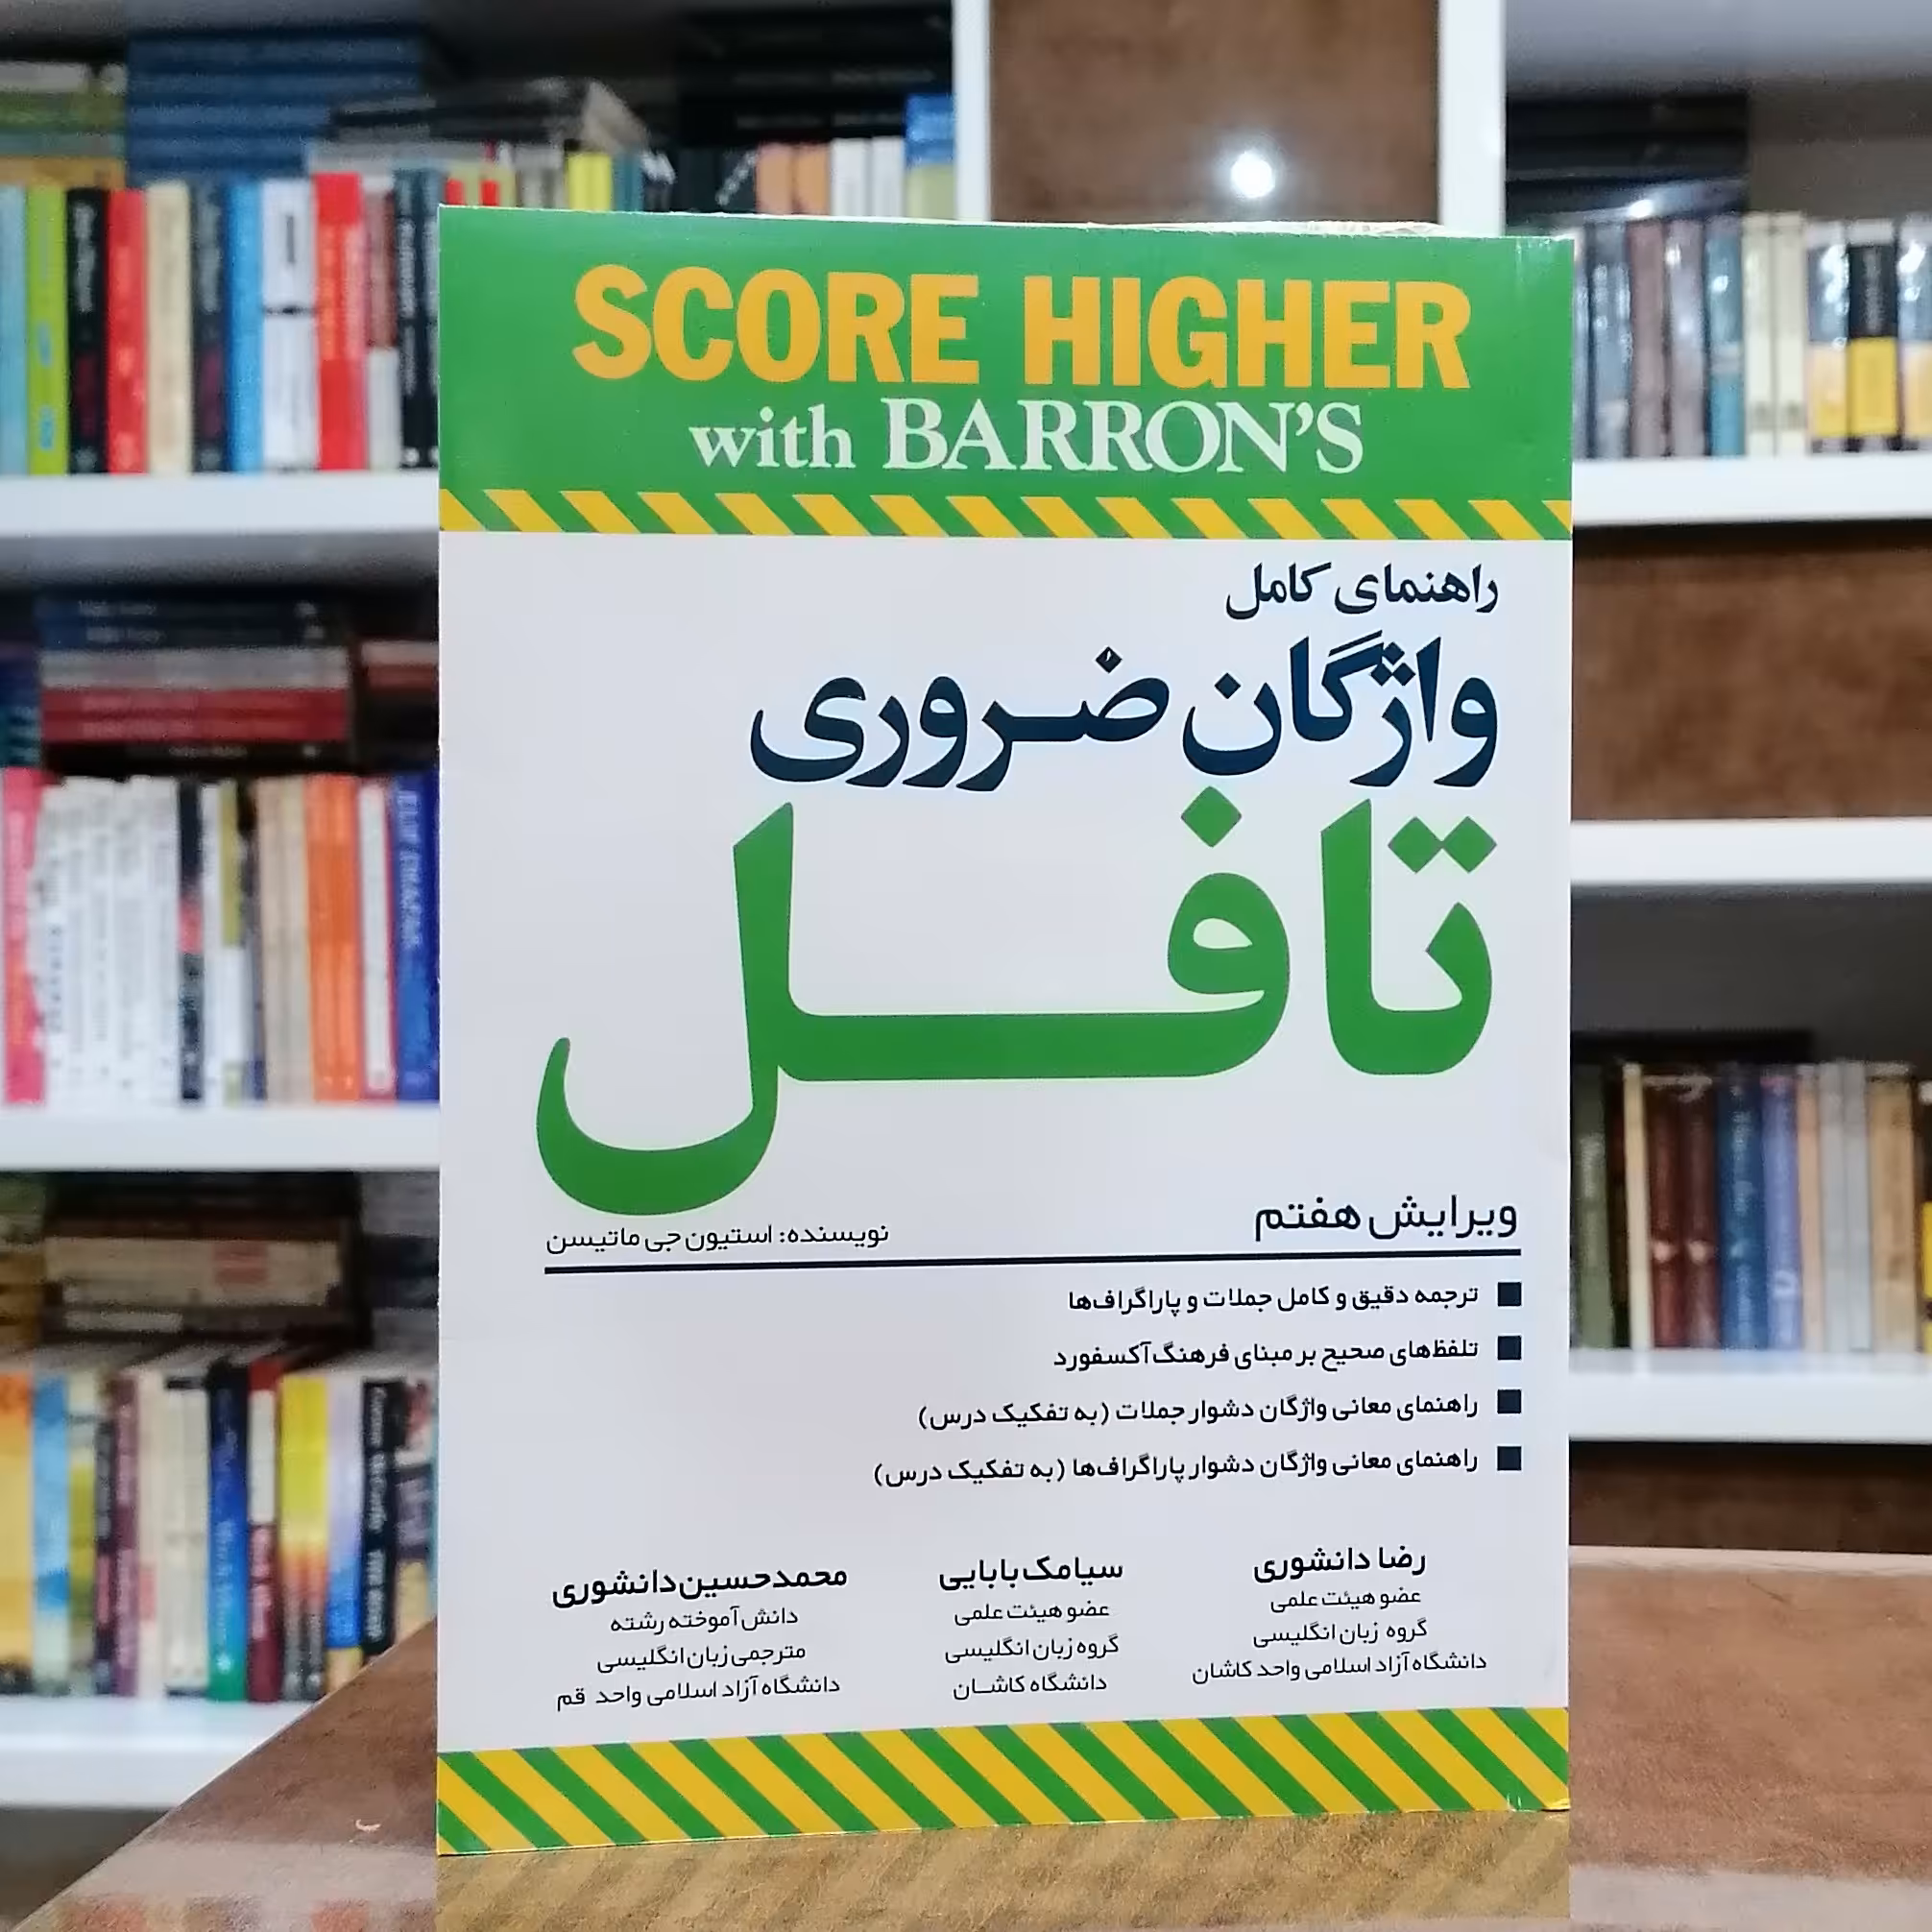 SCORE HIGHER
with BARRON'S
راهنمای کامل
واژگان ضروری
تافل
ویرایش هفتم
نویسنده: استیون جی ماتیسن
ترجمه دقیق و کامل جملات و پاراگراف‌ها
تلفظ‌های صحیح بر مبنای فرهنگ آکسفورد
راهنمای معانی واژگان دشوار جملات (به تفکیک درس)
راهنمای معانی واژگان دشوار پاراگراف‌ها (به تفکیک درس)
رضا دانشوری
عضو هیئت علمی
گروه زبان انگلیسی
دانشگاه آزاد اسلامی واحد کاشان
سیامک بابایی
عضو هیئت علمی
گروه زبان انگلیسی
دانشگاه کاشان
محمدحسین دانشوری
دانش آموخته رشته
مترجمی زبان انگلیسی
دانشگاه آزاد اسلامی واحد قم